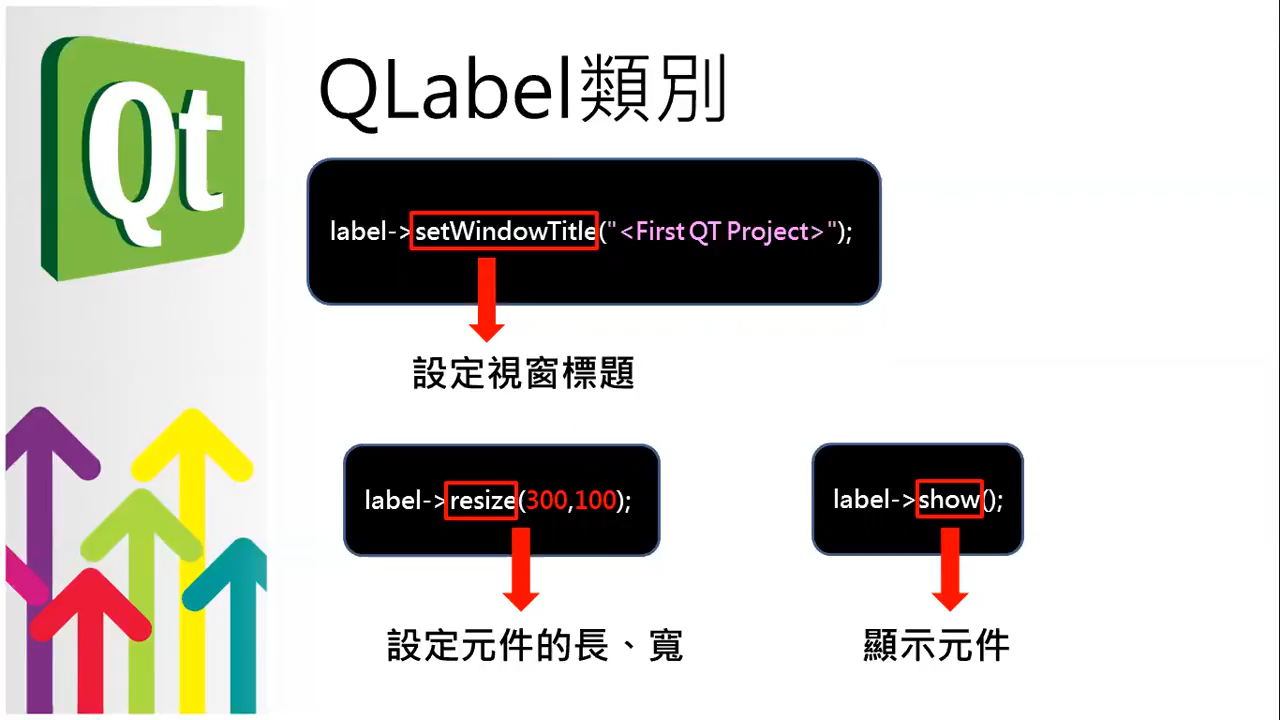 Qt
QLabel類別
label->setWindowTitle("<First QT Project>");
設定視窗標題
label->resize(300,100);
設定元件的長、寬
label->show();
顯示元件